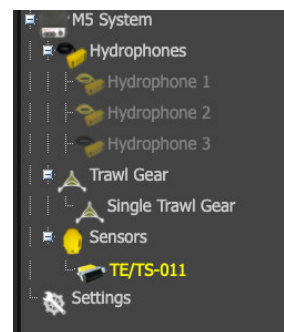 M5 System
Hydrophones
Hydrophone 1
Hydrophone 2
Hydrophone 3
Trawl Gear
Single Trawl Gear
Sensors
TE/TS-011
Settings